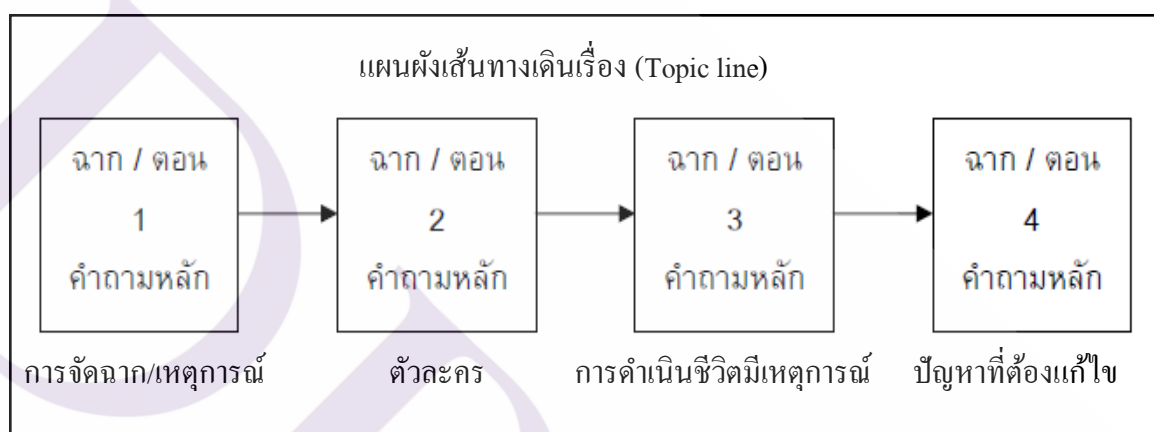 แผนผังเส้นทางเดินเรื่อง (Topic line)
ฉาก / ตอน
1
คำถามหลัก
ฉาก / ตอน
2
คำถามหลัก
ฉาก / ตอน
3
คำถามหลัก
ฉาก / ตอน
4
คำถามหลัก
การจัดฉาก/เหตุการณ์
ตัวละคร
การดำเนินชีวิตมีเหตุการณ์
ปัญหาที่ต้องแก้ไข